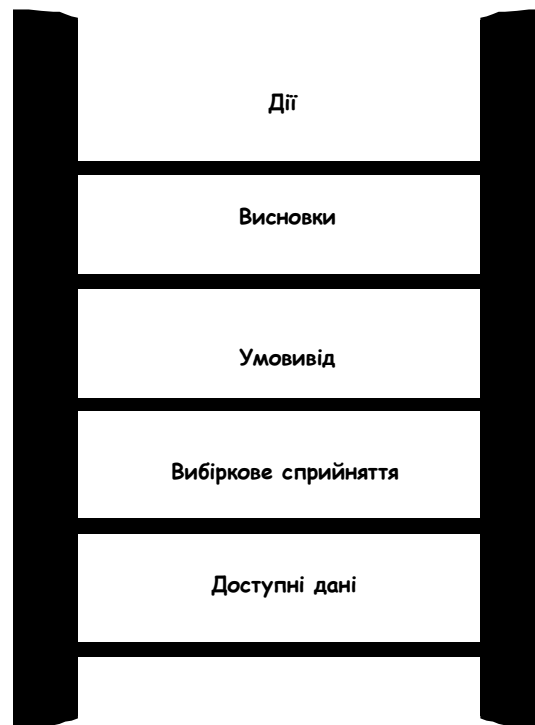 Дії
Висновки
Умовивід
Вибіркове сприйняття
Доступні дані